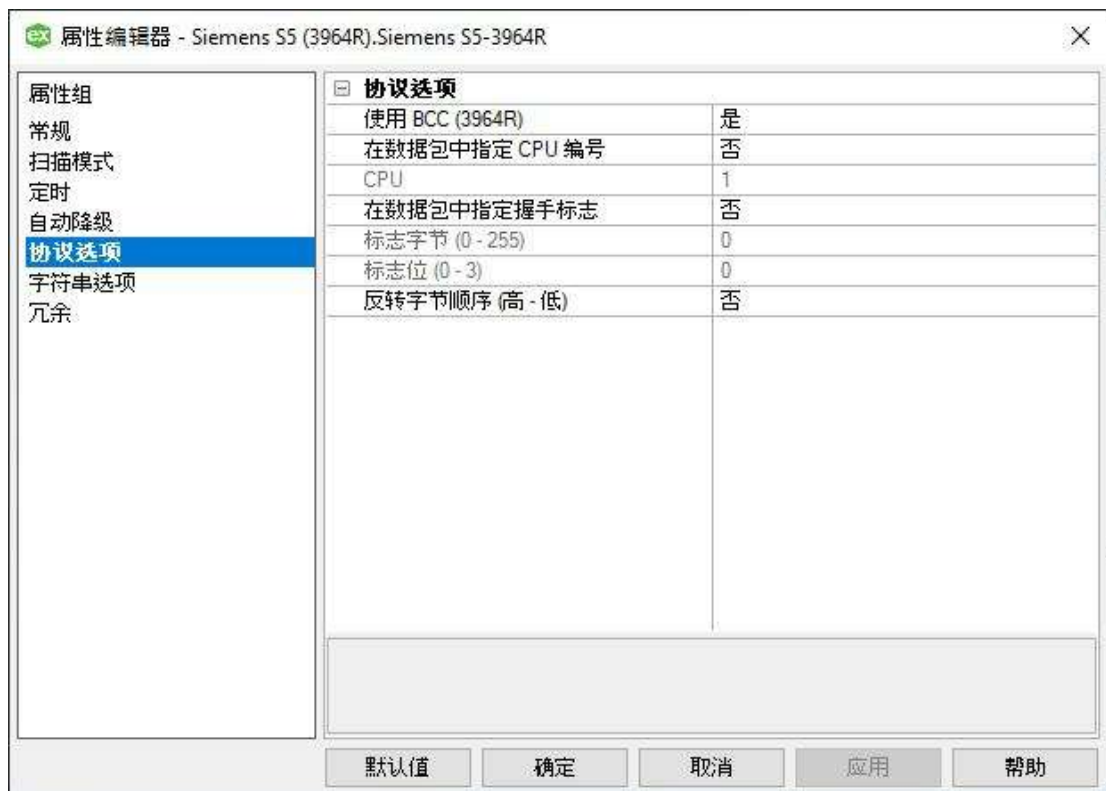 ex 属性编辑器 - Siemens S5 (3964R).Siemens S5-3964R
属性组
常规
扫描模式
定时
自动降级
协议选项
字符串选项
冗余
协议选项
使用 BCC (3964R) 是
在数据包中指定 CPU 编号 否
CPU 1
在数据包中指定握手标志 否
标志字节 (0 - 255) 0
标志位 (0 - 3) 0
反转字节顺序 (高 - 低) 否
默认值 确定 取消 应用 帮助